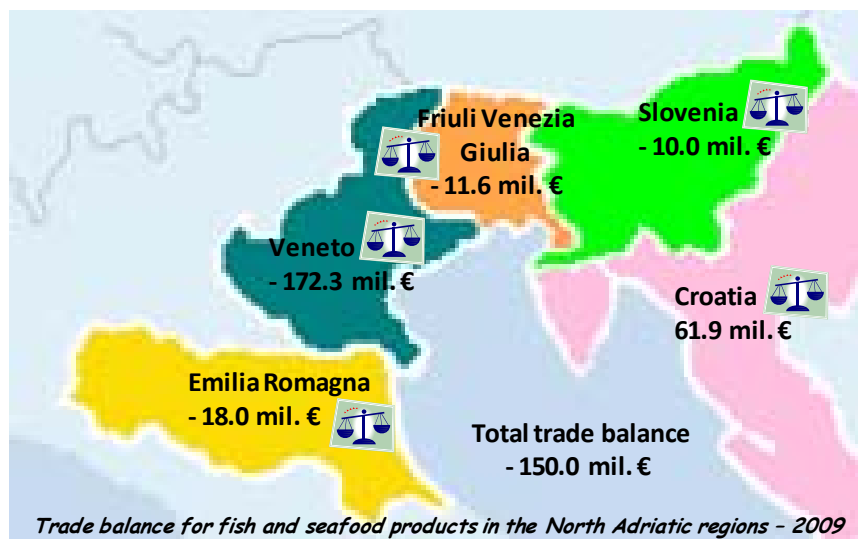 Friuli Venezia
Giulia
- 11.6 mil. €
Slovenia
- 10.0 mil. €
Veneto
- 172.3 mil. €
Croatia
61.9 mil. €
Emilia Romagna
- 18.0 mil. €
Total trade balance
- 150.0 mil. €
Trade balance for fish and seafood products in the North Adriatic regions – 2009